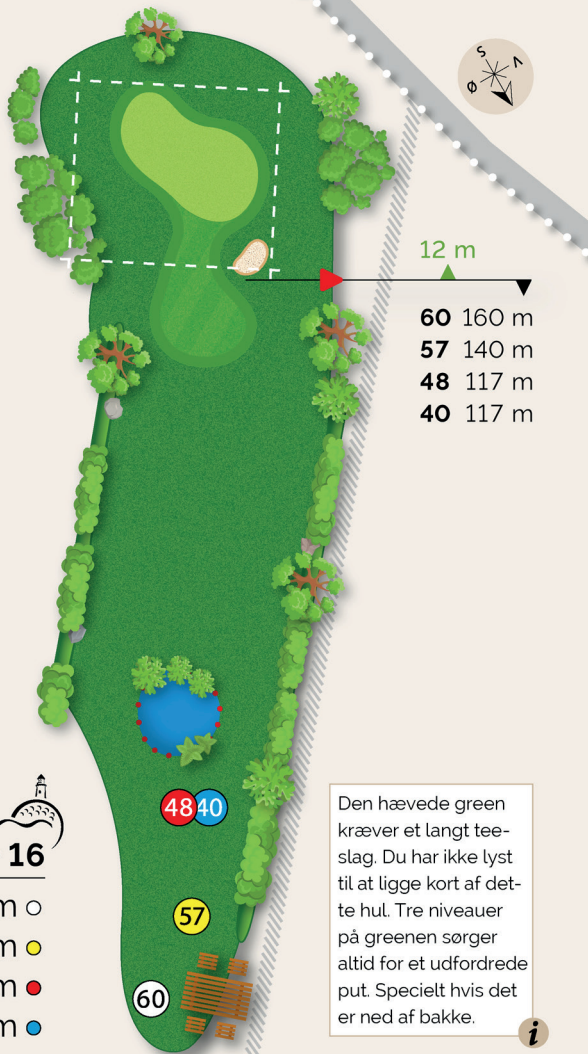 S
V
Ø
12 m
60 160 m
57 140 m
48 117 m
40 117 m
48 40
57
60
16
m
m
m
m
Den hævede green
kræver et langt tee-
slag. Du har ikke lyst
til at ligge kort af det-
te hul. Tre niveauer
på greenen sørger
altid for et udfordrede
put. Specielt hvis det
er ned af bakke.
i